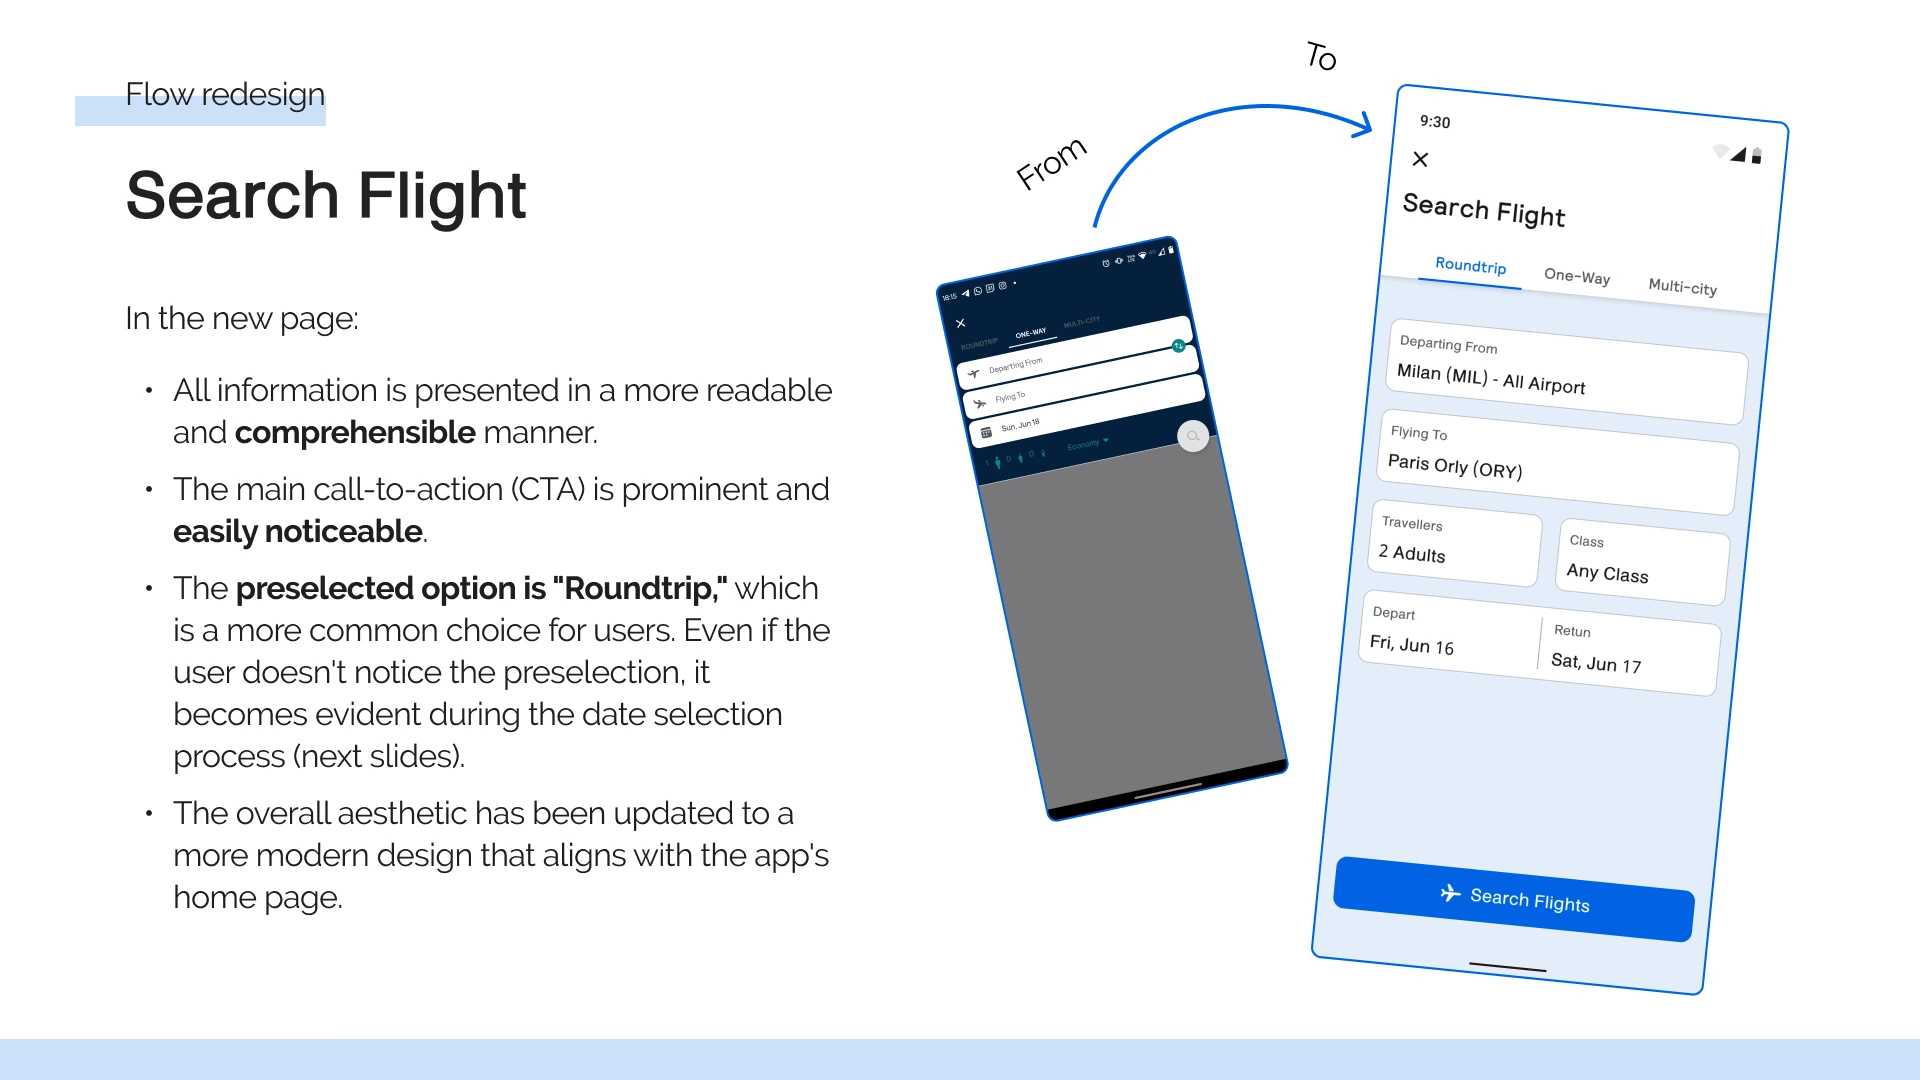 Flow redesign
Search Flight
In the new page:
• All information is presented in a more readable
and comprehensible manner.
• The main call-to-action (CTA) is prominent and
easily noticeable.
• The preselected option is "Roundtrip," which
is a more common choice for users. Even if the
user doesn't notice the preselection, it
becomes evident during the date selection
process (next slides).
• The overall aesthetic has been updated to a
more modern design that aligns with the app's
home page.
From
To
18:15
ROUNDTRIP ONE-WAY MULTI-CITY
Departing From
Flying To
Sun, Jun 18
1 0 0 Economy
9:30
Search Flight
Roundtrip One-Way Multi-city
Departing From
Milan (MIL) - All Airport
Flying To
Paris Orly (ORY)
Travellers
2 Adults
Class
Any Class
Depart
Fri, Jun 16
Retun
Sat, Jun 17
Search Flights